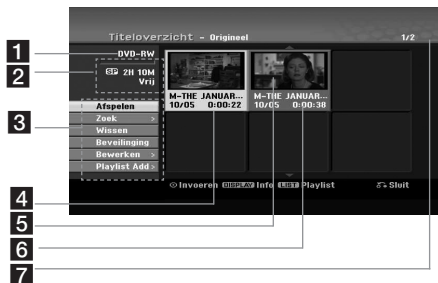 Titeloverzicht – Origineel 1/2
1 DVD-RW
2 SP 2H 10M
Vrij
3
Afspelen
Zoek >
Wissen
Beveilinging
Bewerken >
Playlist Add >
M-THE JANUAR...
10/05 0:00:22
M-THE JANUAR...
10/05 0:00:38
Invoeren DISPLAY Info LIST Playlist Sluit
4
5
6
7